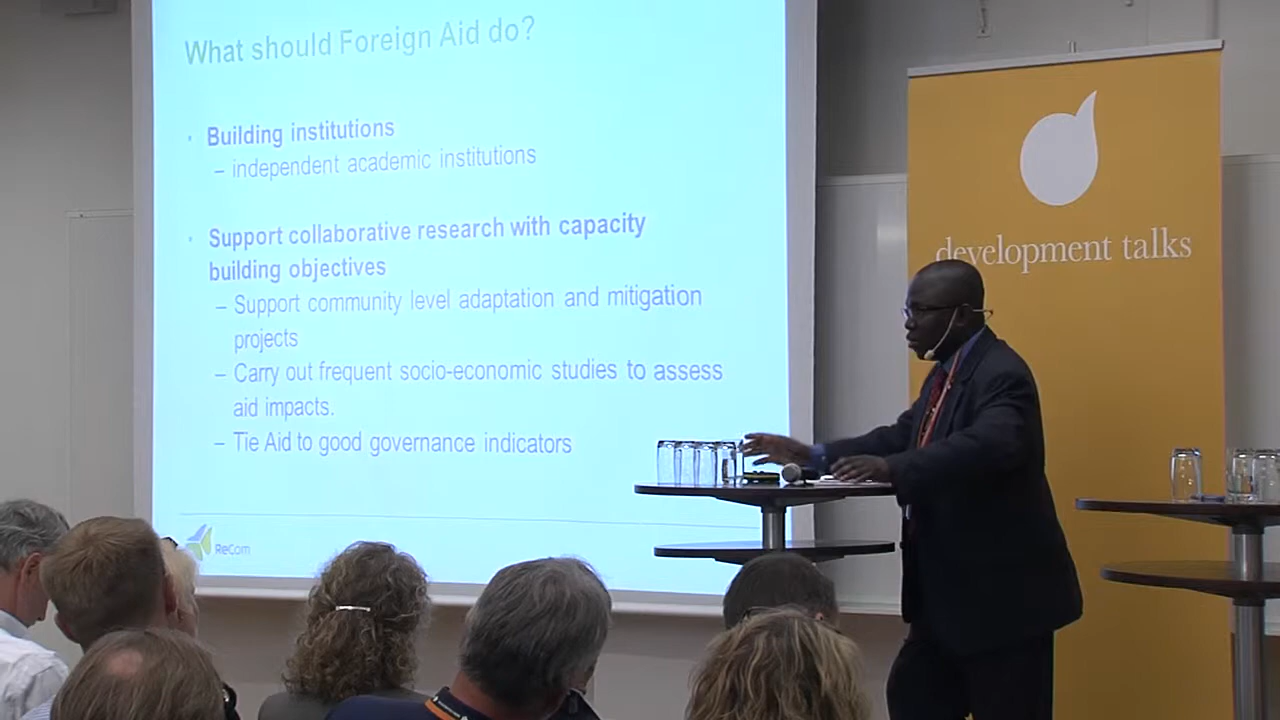 What should Foreign Aid do?
• Building institutions
– independent academic institutions
• Support collaborative research with capacity
building objectives
– Support community level adaptation and mitigation
projects
– Carry out frequent socio-economic studies to assess
aid impacts.
– Tie Aid to good governance indicators
ReCom
development talks